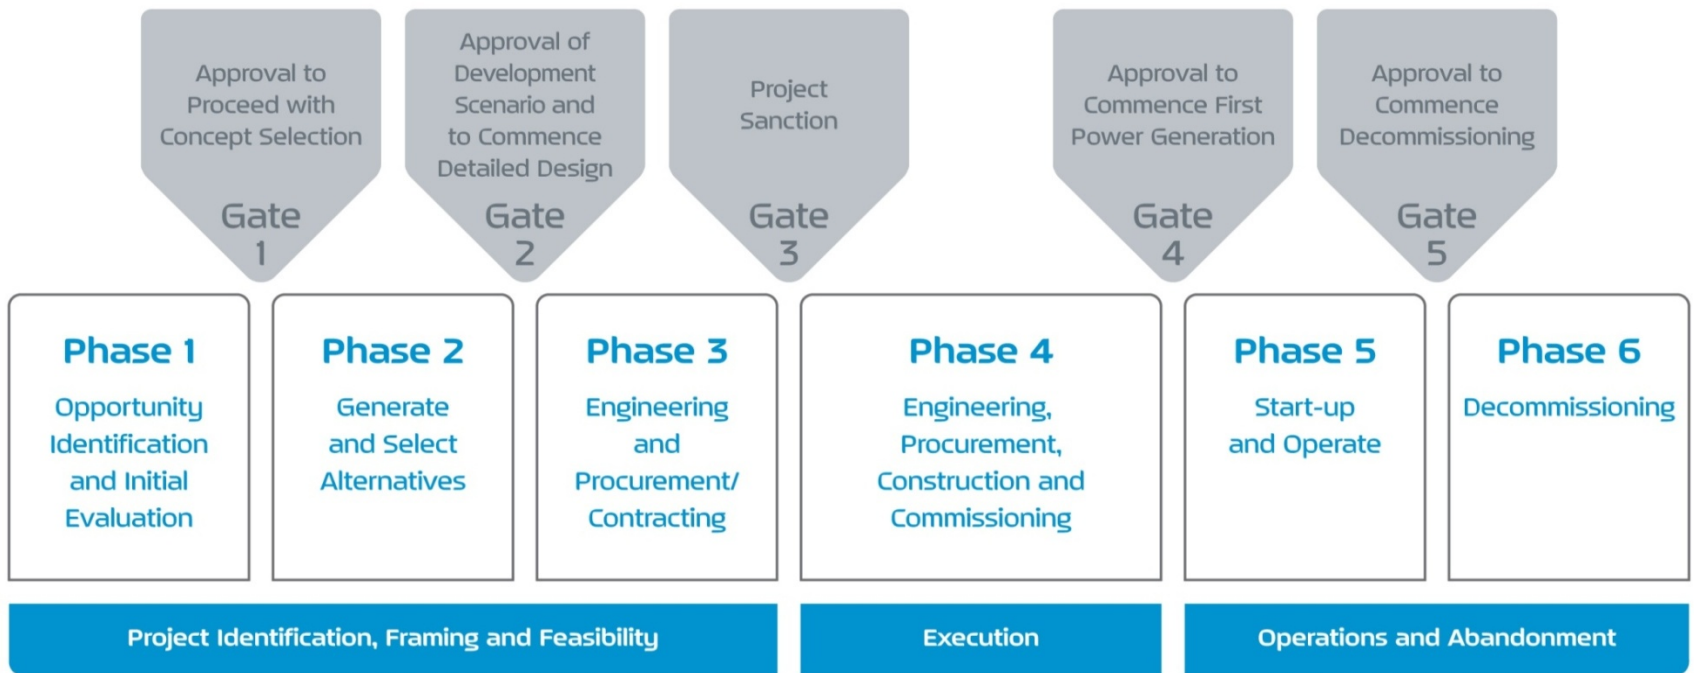 Approval to
Proceed with
Concept Selection
Gate
1
Approval of
Development
Scenario and
to Commence
Detailed Design
Gate
2
Project
Sanction
Gate
3
Approval to
Commence First
Power Generation
Gate
4
Approval to
Commence
Decommissioning
Gate
5
Phase 1
Opportunity
Identification
and Initial
Evaluation
Phase 2
Generate
and Select
Alternatives
Phase 3
Engineering
and
Procurement/
Contracting
Phase 4
Engineering,
Procurement,
Construction and
Commissioning
Phase 5
Start-up
and Operate
Phase 6
Decommissioning
Project Identification, Framing and Feasibility
Execution
Operations and Abandonment